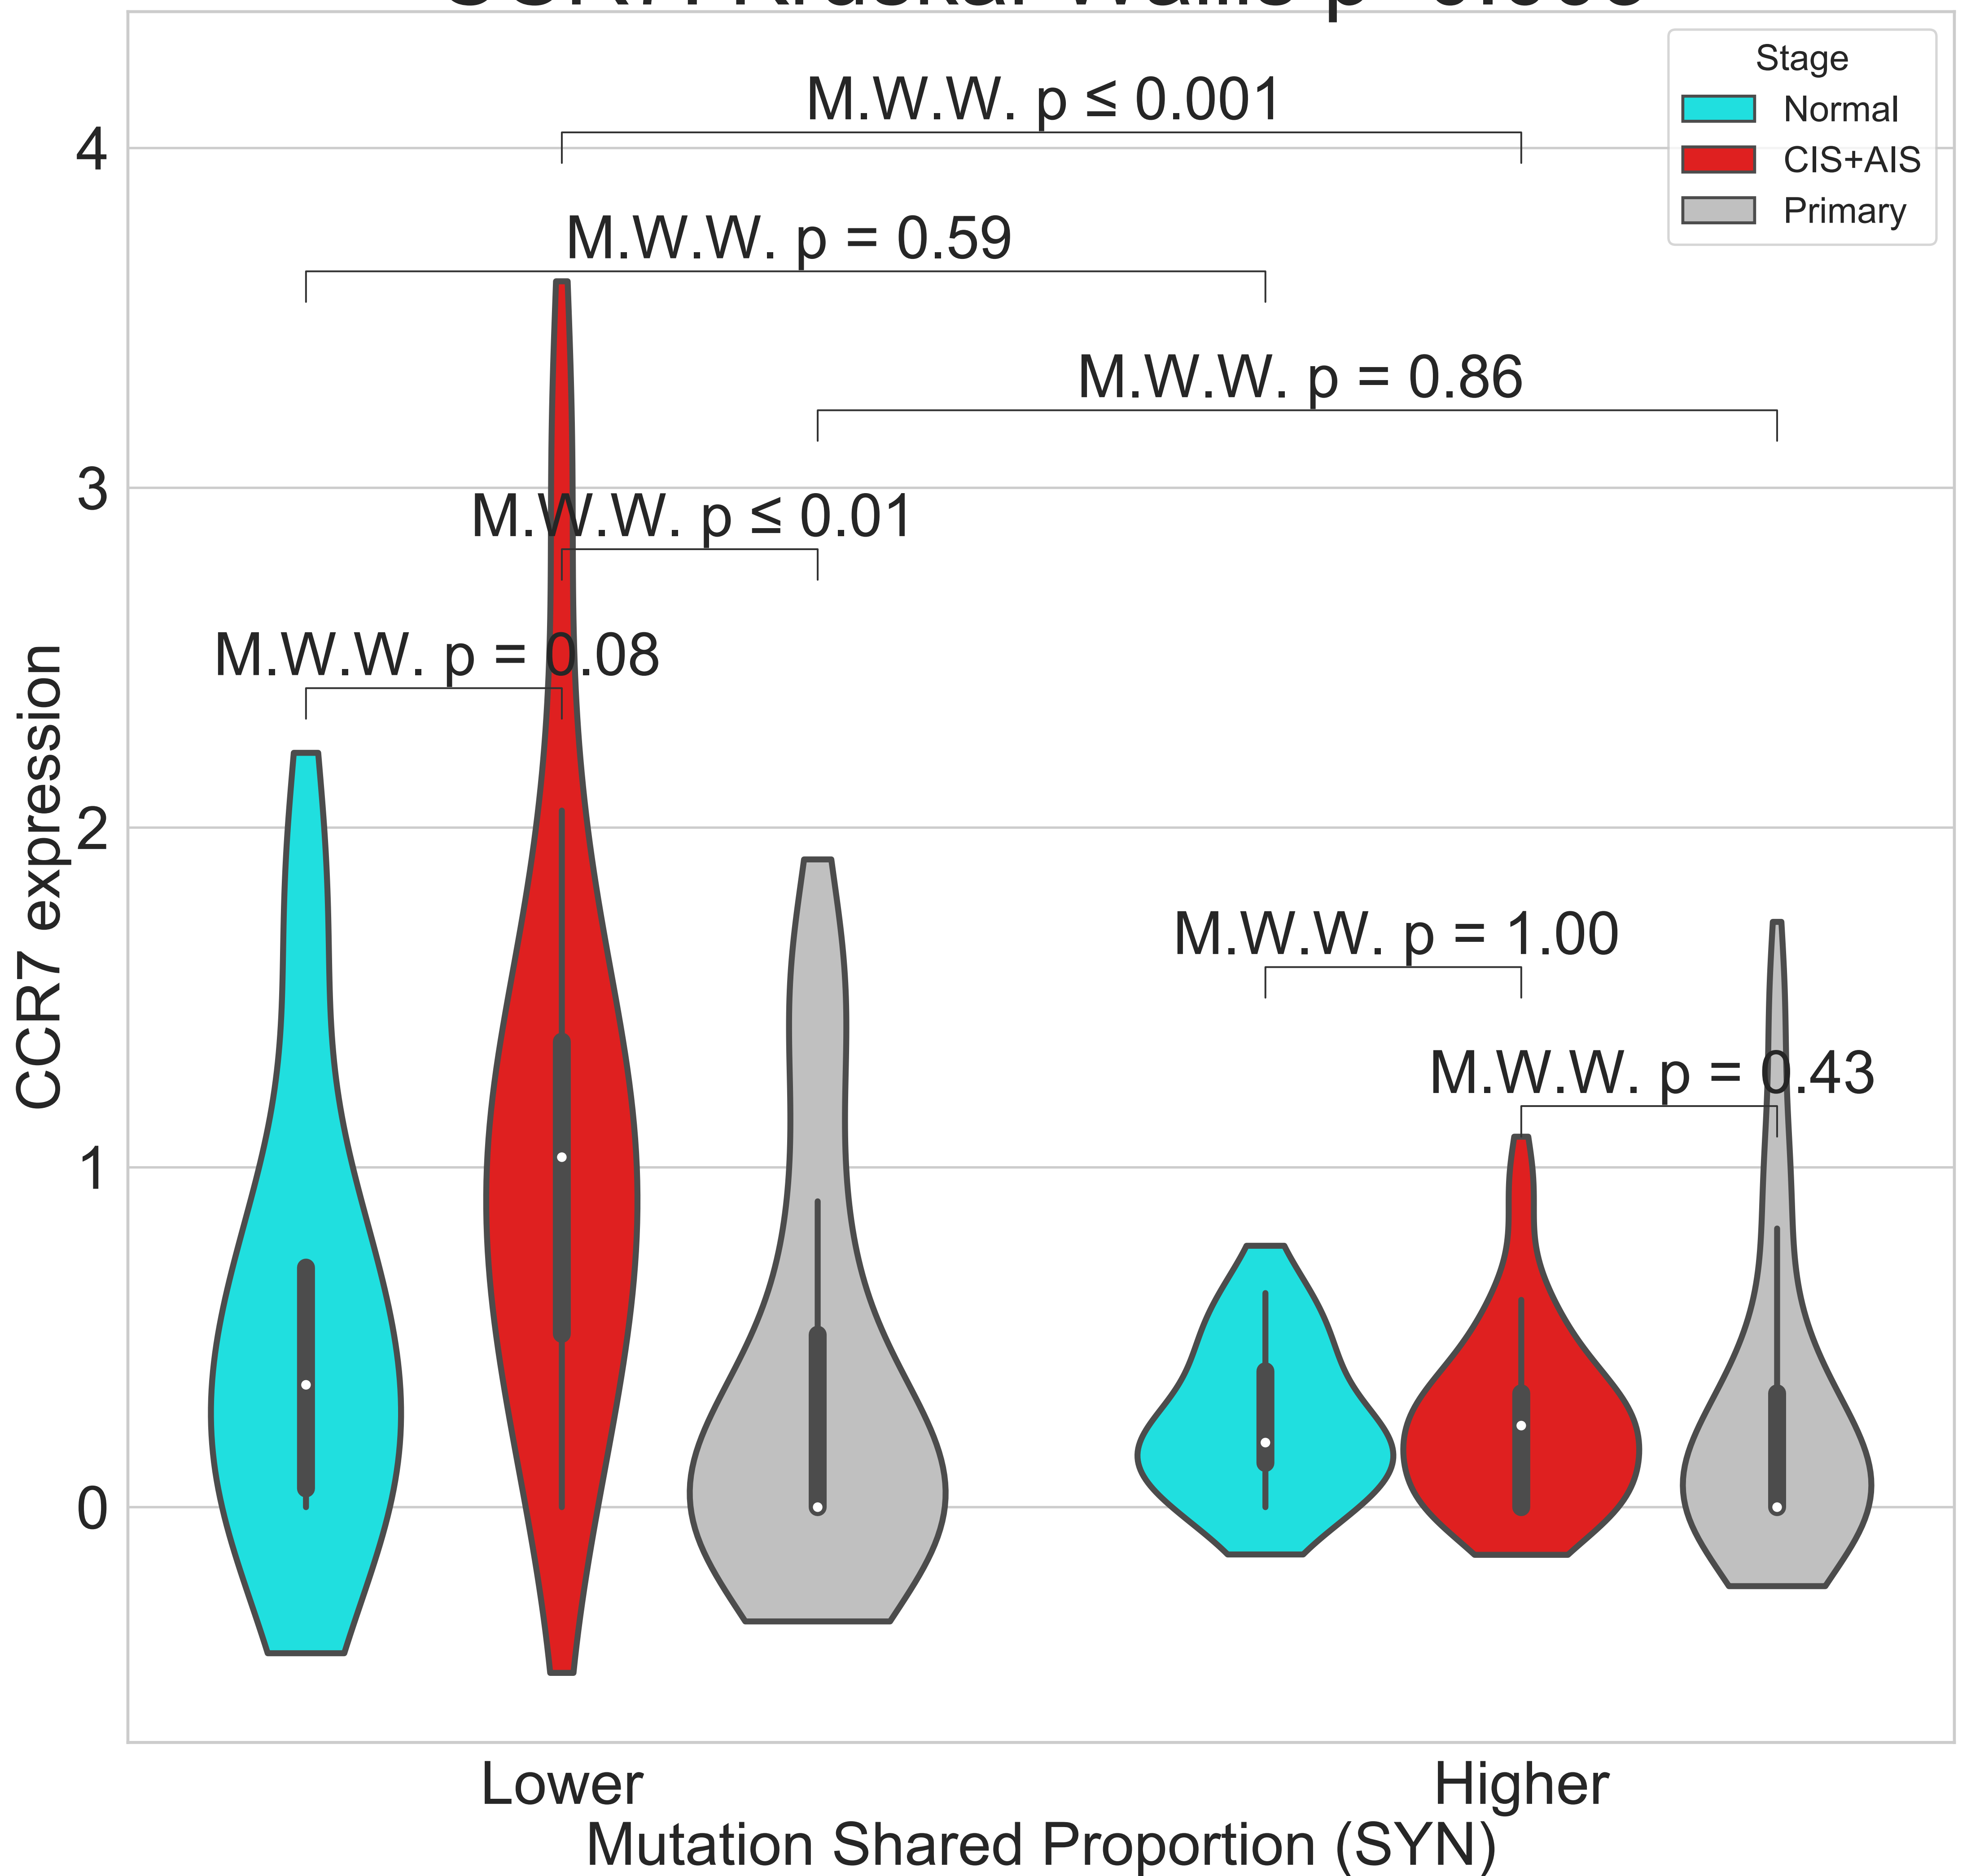 Stage
Normal
CIS+AIS
Primary
M.W.W. p ≤ 0.001
M.W.W. p = 0.59
M.W.W. p = 0.86
M.W.W. p ≤ 0.01
M.W.W. p = 0.08
M.W.W. p = 1.00
M.W.W. p = 0.43
4
3
2
1
0
CCR7 expression
Lower
Higher
Mutation Shared Proportion (SYN)